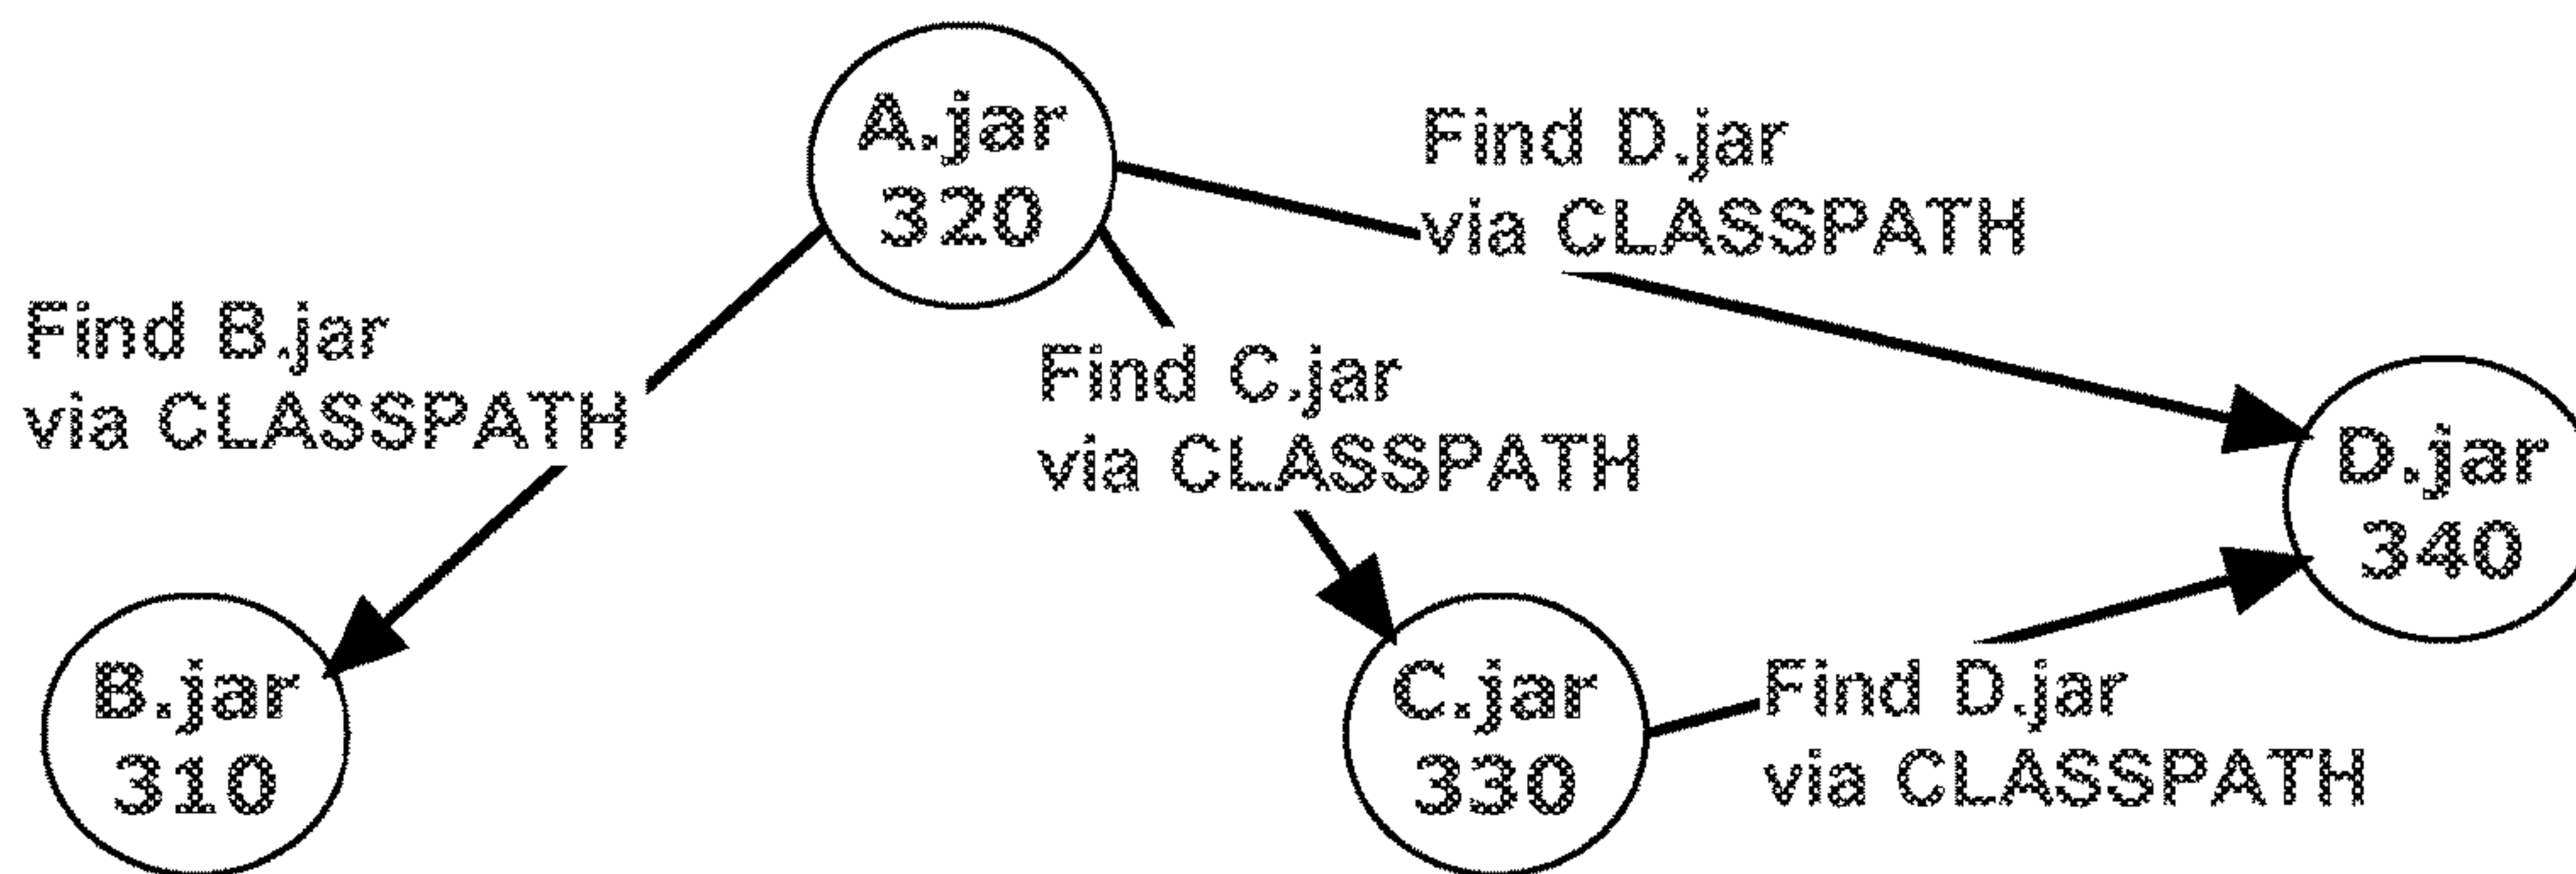 A.jar
320
Find D.jar
via CLASSPATH
Find B.jar
via CLASSPATH
Find C.jar
via CLASSPATH
D.jar
340
B.jar
310
C.jar
330
Find D.jar
via CLASSPATH